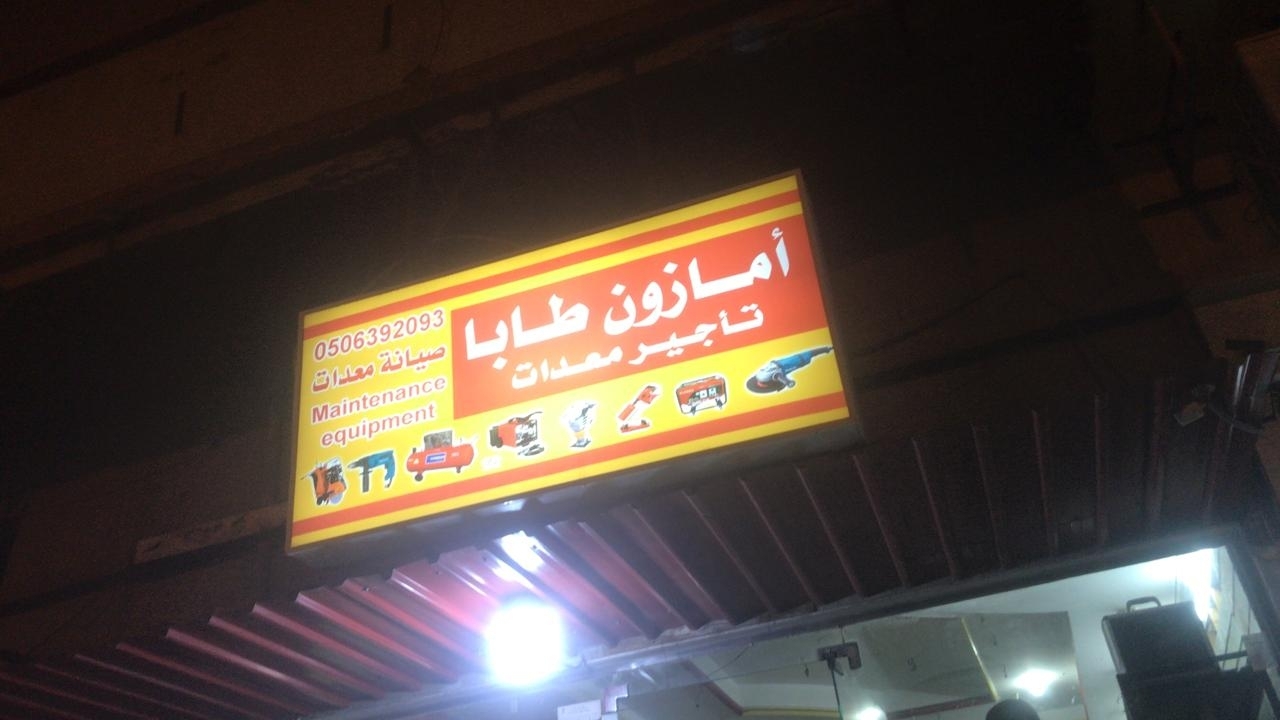 أمازون طابا
تأجير معدات
0506392093
صيانة معدات
Maintenance
equipment